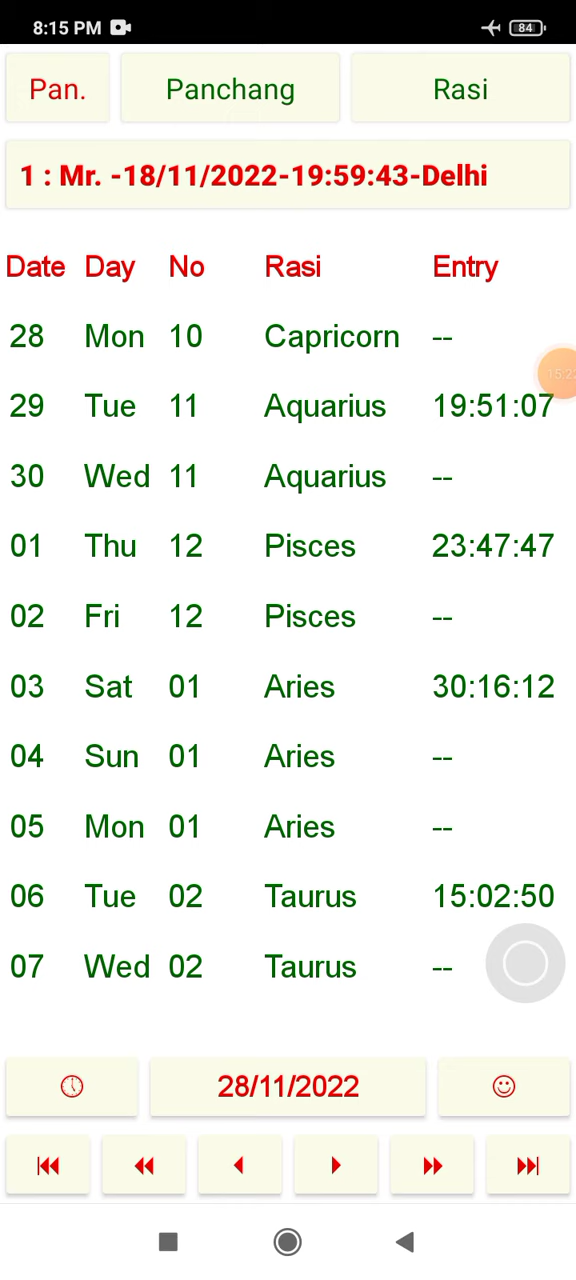 8:15 PM 84
Pan. Panchang Rasi
1 : Mr. -18/11/2022-19:59:43-Delhi
Date Day No Rasi Entry
28 Mon 10 Capricorn --
29 Tue 11 Aquarius 19:51:07
30 Wed 11 Aquarius --
01 Thu 12 Pisces 23:47:47
02 Fri 12 Pisces --
03 Sat 01 Aries 30:16:12
04 Sun 01 Aries --
05 Mon 01 Aries --
06 Tue 02 Taurus 15:02:50
07 Wed 02 Taurus --
28/11/2022